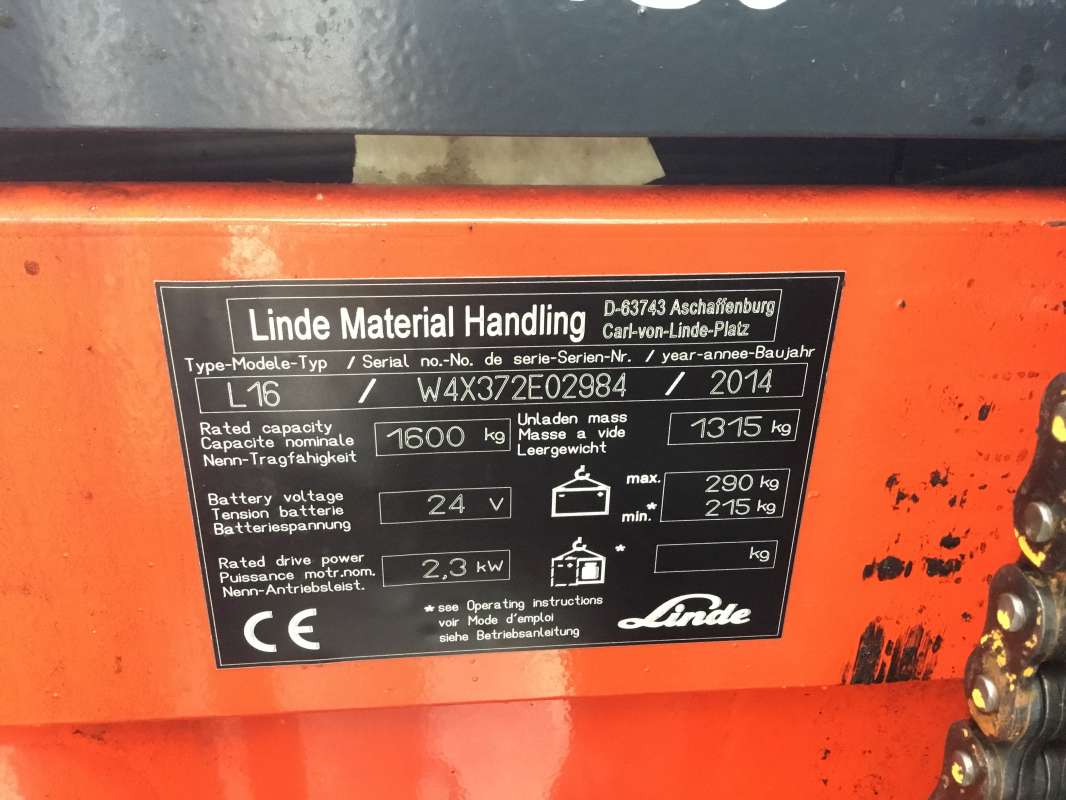 Linde Material Handling
D-63743 Aschaffenburg
Carl-von-Linde-Platz
Type-Modele-Typ / Serial no.-No. de serie-Serien-Nr. / year-annee-Baujahr
L16 / W4X372E02984 / 2014
Rated capacity
Capacite nominale
Nenn-Tragfähigkeit
1600 kg
Unladen mass
Masse a vide
Leergewicht
1315 kg
Battery voltage
Tension batterie
Batteriespannung
24 V
max. 290 kg
min.* 215 kg
Rated drive power
Puissance motr.nom.
Nenn-Antriebsleist.
2,3 kW
* kg
CE
* see Operating instructions
voir Mode d'emploi
siehe Betriebsanleitung
Linde